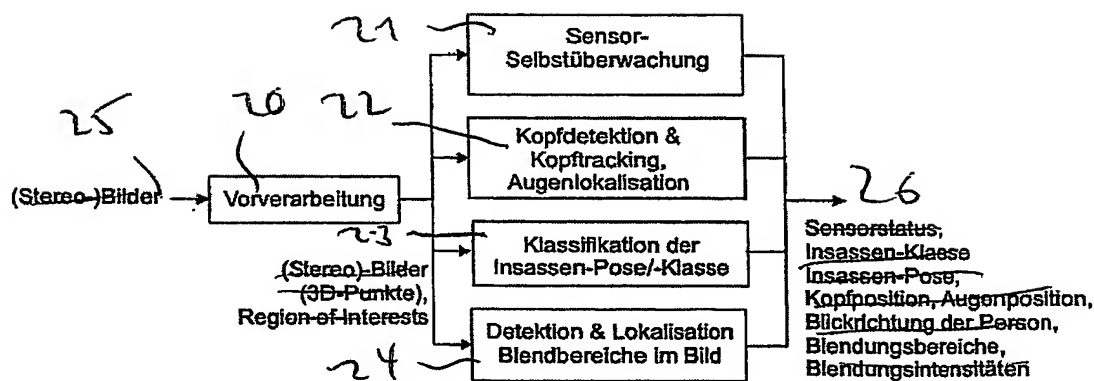 21
Sensor-
Selbstüberwachung
25
20
22
Kopfdetektion &
Kopftracking,
Augenlokalisation
(Stereo-)Bilder
Vorverarbeitung
26
23
Klassifikation der
Insassen-Pose/-Klasse
(Stereo)-Bilder
(3D-Punkte),
Region-of-Interests
Sensorstatus,
Insassen-Klasse
Insassen-Pose,
Kopfposition, Augenposition,
Blickrichtung der Person,
Blendungsbereiche,
Blendungsintensitäten
Detektion & Lokalisation
Blendbereiche im Bild
24